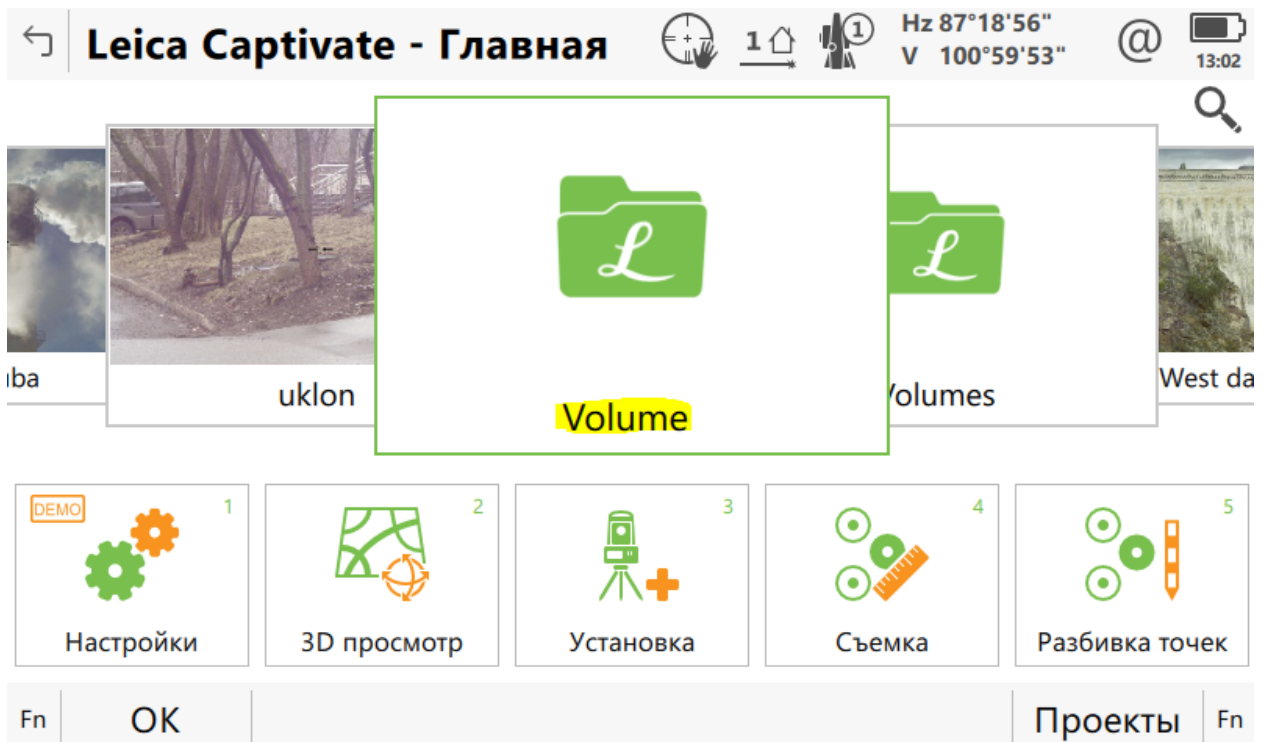 Leica Captivate - Главная
1
1
Hz 87°18'56"
V 100°59'53"
@
13:02
uklon
Volume
Volumes
West da
DEMO
1
Настройки
2
3D просмотр
3
Установка
4
Съемка
5
Разбивка точек
Fn
OK
Проекты
Fn